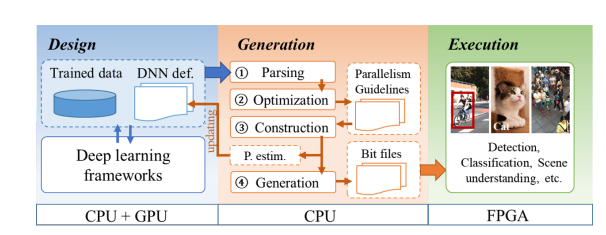 Design
Trained data
DNN def.
Deep learning
frameworks
CPU + GPU
Generation
① Parsing
② Optimization
③ Construction
P. estim.
④ Generation
updating
Parallelism
Guidelines
Bit files
CPU
Execution
Cat
Detection,
Classification, Scene
understanding, etc.
FPGA